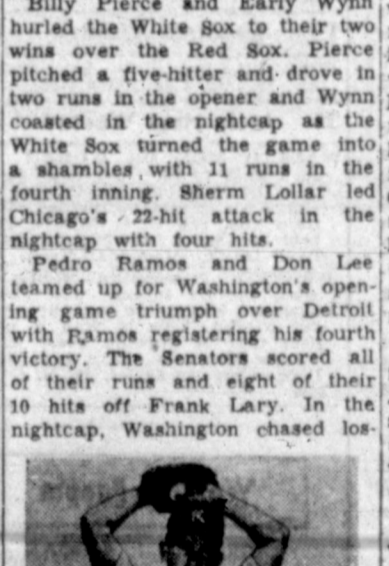 Billy Pierce and Early Wynn
hurled the White Sox to their two
wins over the Red Sox. Pierce
pitched a five-hitter and drove in
two runs in the opener and Wynn
coasted in the nightcap as the
White Sox turned the game into
a shambles with 11 runs in the
fourth inning. Sherm Lollar led
Chicago's 22-hit attack in the
nightcap with four hits.
Pedro Ramos and Don Lee
teamed up for Washington's open-
ing game triumph over Detroit
with Ramos registering his fourth
victory. The Senators scored all
of their runs and eight of their
10 hits off Frank Lary. In the
nightcap, Washington chased los-
K